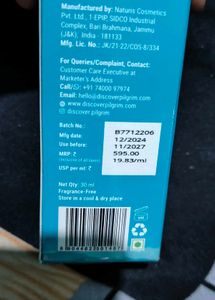 Manufactured by: Naturis Cosmetics
Pvt. Ltd., 1-EPIP, SIDCO Industrial
Complex, Bari Brahmana, Jammu
(J&K), India - 181133
Mfg. Lic. No.: JK/21-22/COS-8/334
For Queries/Complaint, Contact:
Customer Care Executive at
Marketer's Address
Call: +91 74000 97974
Email: hello@discoverpilgrim.com
www.discoverpilgrim.com
discover.pilgrim
Batch No.: B7712206
Mfg date: 12/2024
Use before: 11/2027
MRP: ₹ 595.00
(Inclusive of all taxes)
USP per ml: ₹ 19.83/ml
Net Qty: 30 ml
Fragrance-Free
Store in a cool & dry place